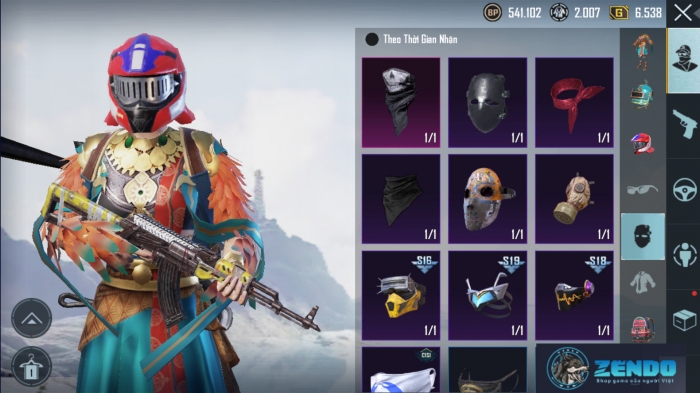 BP 541.102 2.007 G 6.538
Theo Thời Gian Nhận
1/1 1/1 1/1
1/1 1/1 1/1
S16 S19 S18
1/1 1/1 1/1
ZENDO
Shop game của người Việt